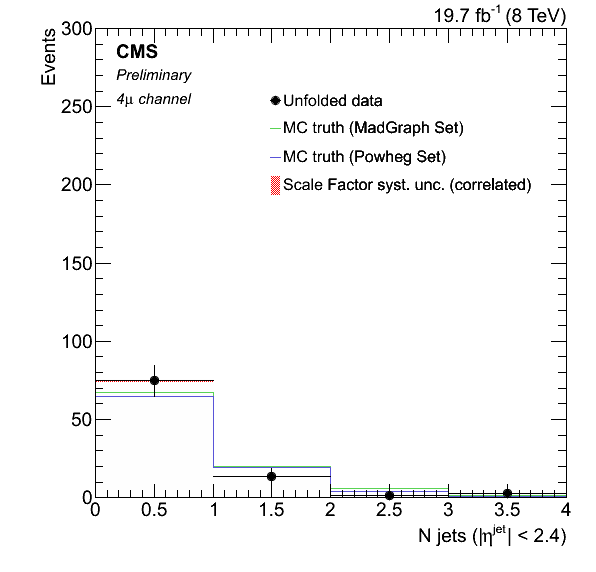 19.7 fb⁻¹ (8 TeV)
Events
CMS
Preliminary
4μ channel
Unfolded data
MC truth (MadGraph Set)
MC truth (Powheg Set)
Scale Factor syst. unc. (correlated)
300
250
200
150
100
50
0
0 0.5 1 1.5 2 2.5 3 3.5 4
N jets (|η^jet| < 2.4)